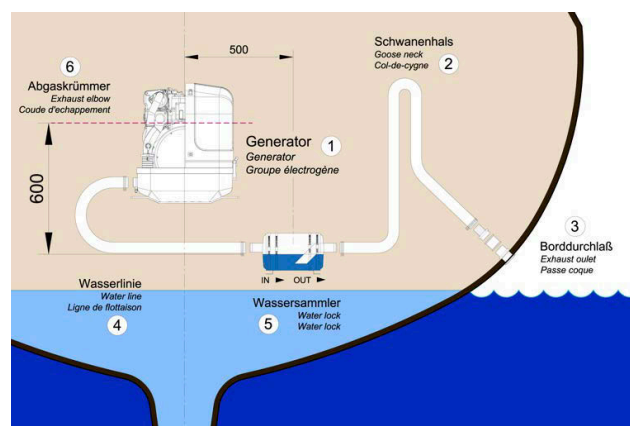 500
Schwanenhals
Goose neck
Col-de-cygne
2
6
Abgaskrümmer
Exhaust elbow
Coude d'echappement
Generator
Generator
Groupe électrogène
1
600
3
Borddurchlaß
Exhaust oulet
Passe coque
IN
OUT
Wasserlinie
Water line
Ligne de flottaison
4
Wassersammler
Water lock
Water lock
5